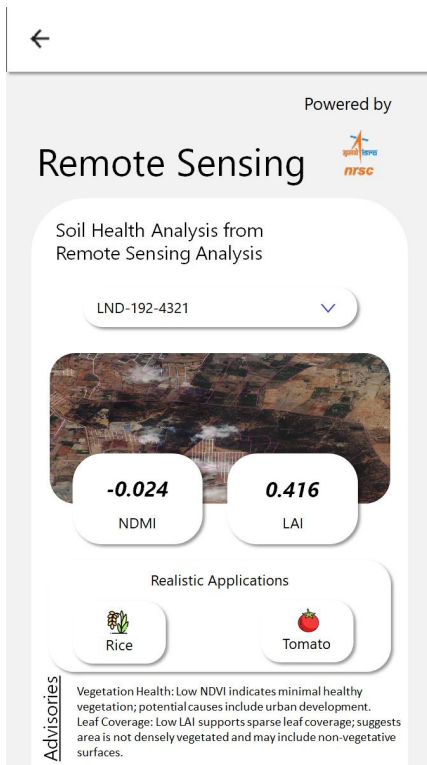 Powered by
इसरो isro
nrsc
Remote Sensing
Soil Health Analysis from
Remote Sensing Analysis
LND-192-4321
-0.024
NDMI
0.416
LAI
Realistic Applications
Rice
Tomato
Advisories
Vegetation Health: Low NDVI indicates minimal healthy
vegetation; potential causes include urban development.
Leaf Coverage: Low LAI supports sparse leaf coverage; suggests
area is not densely vegetated and may include non-vegetative
surfaces.